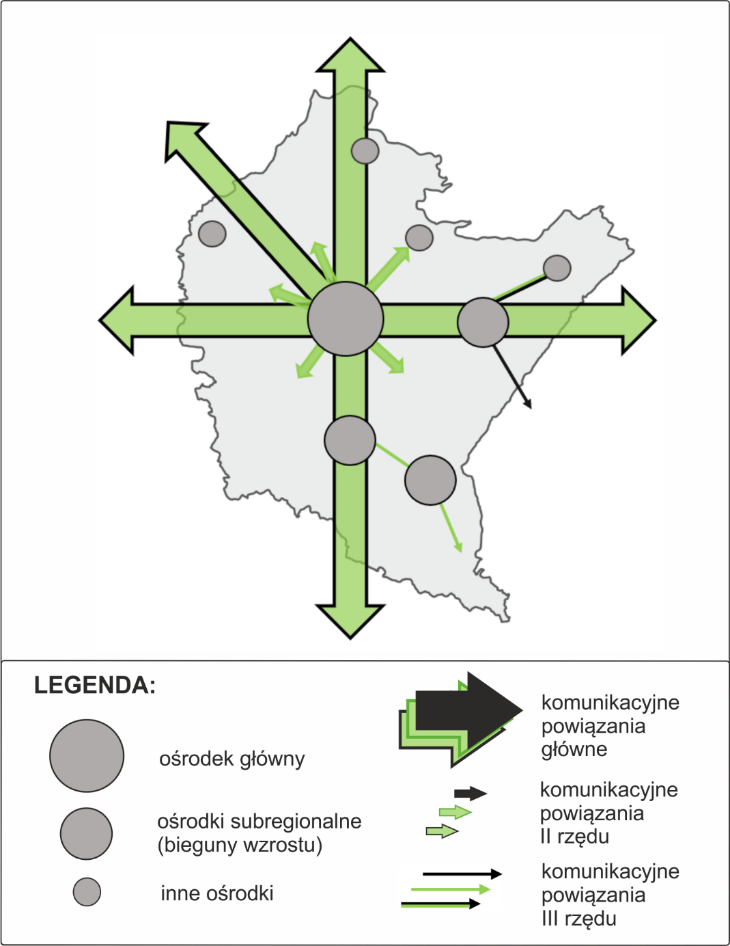 LEGENDA:
ośrodek główny
ośrodki subregionalne
(bieguny wzrostu)
inne ośrodki
komunikacyjne
powiązania
główne
komunikacyjne
powiązania
II rzędu
komunikacyjne
powiązania
III rzędu